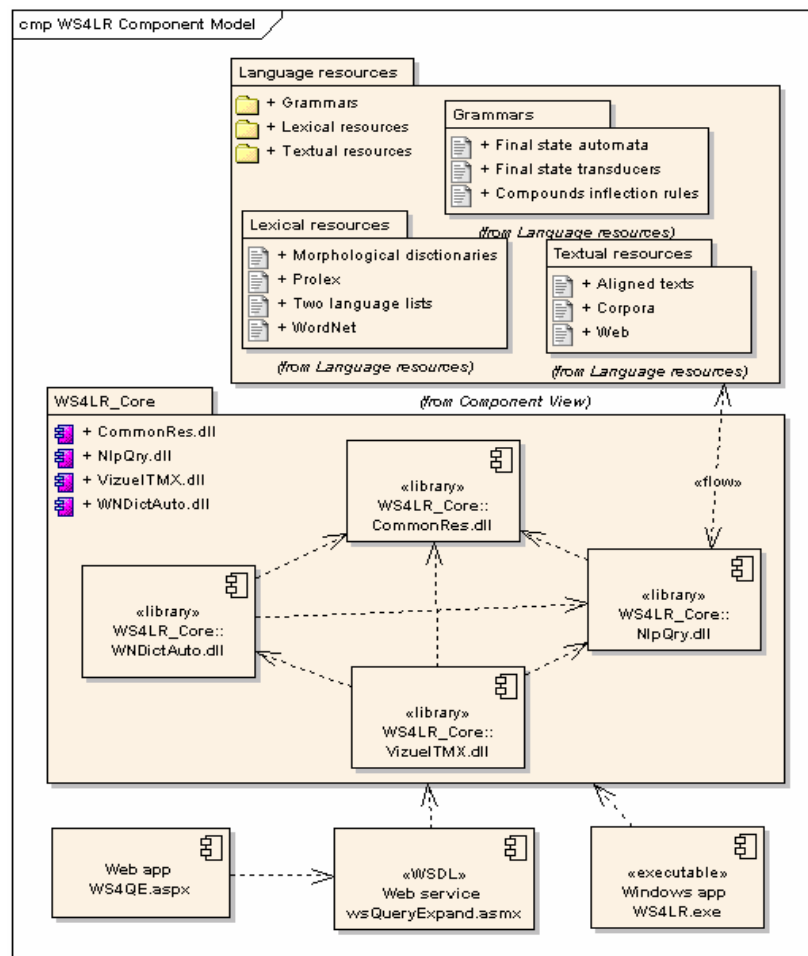 cmp WS4LR Component Model
Language resources
+ Grammars
+ Lexical resources
+ Textual resources
Grammars
+ Final state automata
+ Final state transducers
+ Compounds inflection rules
(from Language resources)
Lexical resources
+ Morphological disctionaries
+ Prolex
+ Two language lists
+ WordNet
(from Language resources)
Textual resources
+ Aligned texts
+ Corpora
+ Web
(from Language resources)
(from Component View)
WS4LR_Core
+ CommonRes.dll
+ NlpQry.dll
+ VizuelTMX.dll
+ WNDictAuto.dll
«flow»
«library»
WS4LR_Core::
CommonRes.dll
«library»
WS4LR_Core::
WNDictAuto.dll
«library»
WS4LR_Core::
NlpQry.dll
«library»
WS4LR_Core::
VizuelTMX.dll
Web app
WS4QE.aspx
«WSDL»
Web service
wsQueryExpand.asmx
«executable»
Windows app
WS4LR.exe